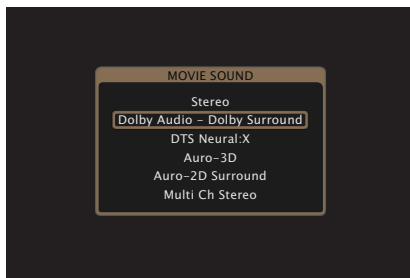 MOVIE SOUND
Stereo
Dolby Audio – Dolby Surround
DTS Neural:X
Auro-3D
Auro-2D Surround
Multi Ch Stereo